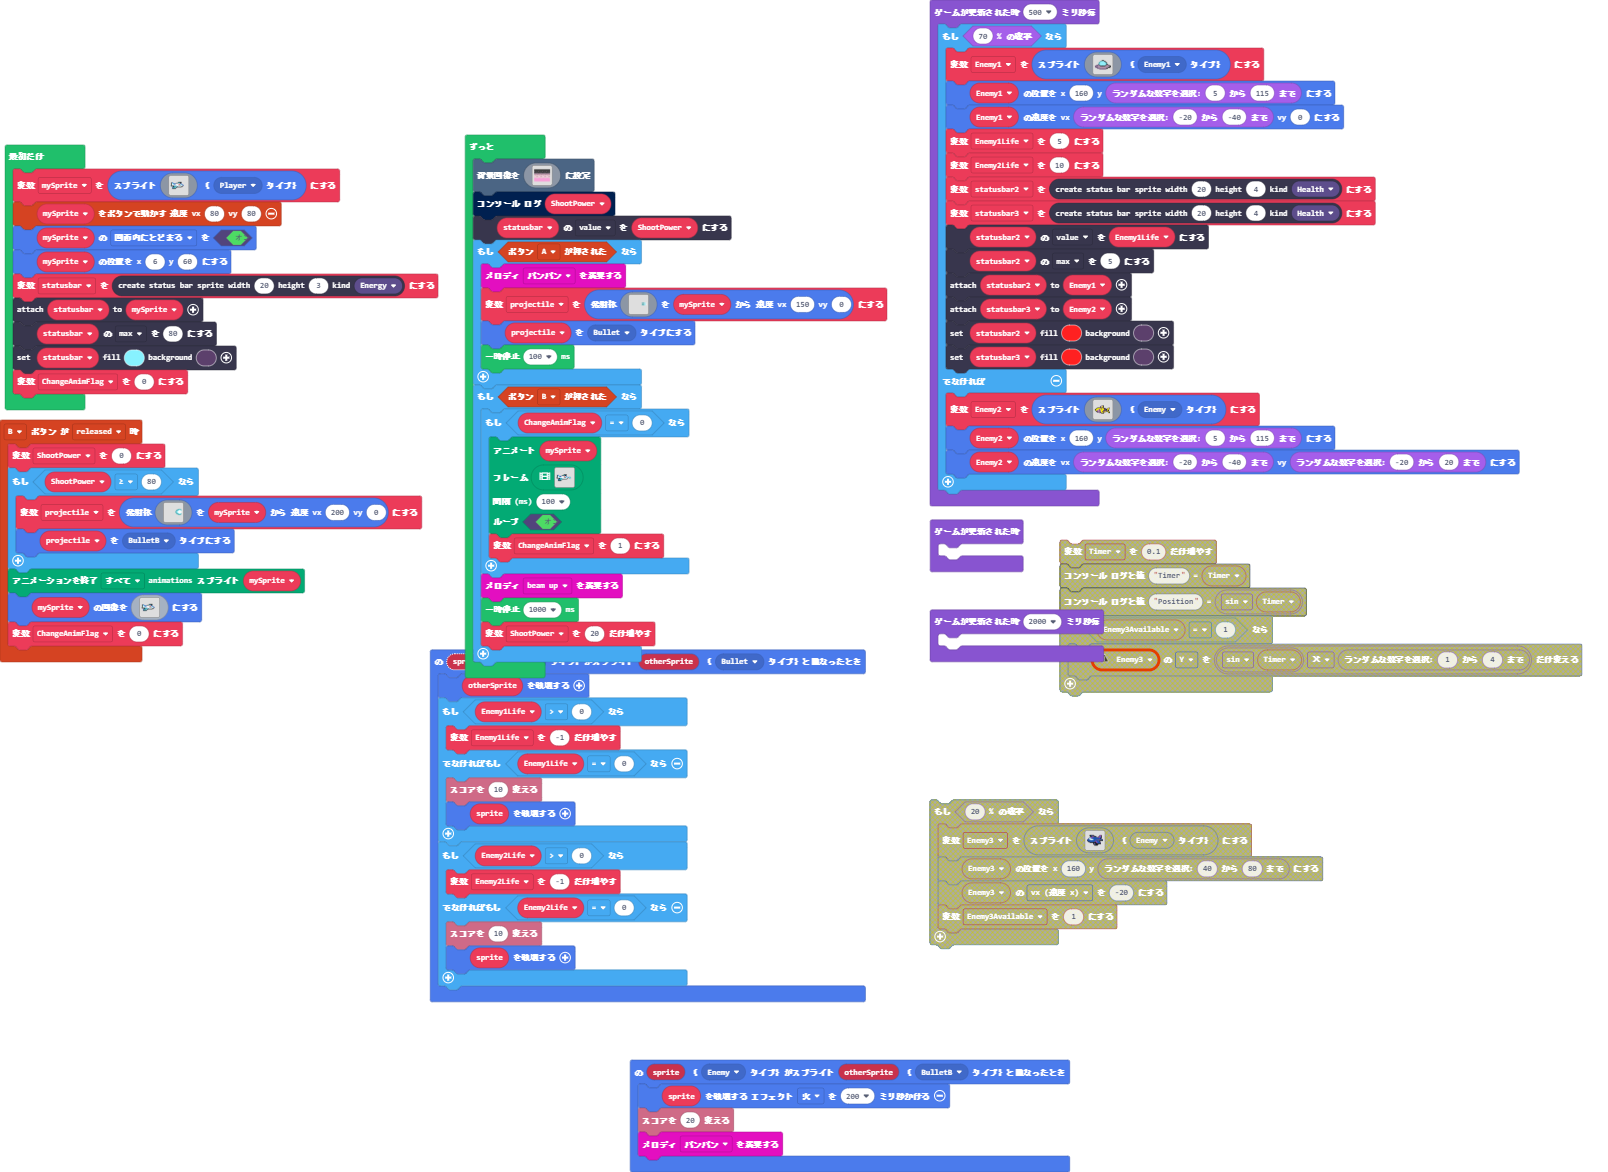 最初だけ
変数 mySprite を スプライト { Player タイプ} にする
mySprite をボタンで動かす 速度 vx 80 vy 80
mySprite の 画面内にとどまる を オ
mySprite の位置を x 6 y 60 にする
変数 statusbar を create status bar sprite width 20 height 3 kind Energy にする
attach statusbar to mySprite
statusbar の max を 80 にする
set statusbar fill background
変数 ChangeAnimFlag を 0 にする
B ボタン が released 時
変数 ShootPower を 0 にする
もし ShootPower ≥ 80 なら
変数 projectile を 発射体 mySprite から 速度 vx 200 vy 0 にする
projectile を BulletB タイプにする
アニメーションを終了 すべて animations スプライト mySprite
mySprite の画像を にする
変数 ChangeAnimFlag を 0 にする
ずっと
背景画像を に設定
コンソール ログ ShootPower
statusbar の value を ShootPower にする
もし ボタン A が押された なら
メロディ バンバン を演奏する
変数 projectile を 発射体 mySprite から 速度 vx 150 vy 0 にする
projectile を Bullet タイプにする
一時停止 100 ms
もし ボタン B が押された なら
もし ChangeAnimFlag = 0 なら
アニメート mySprite
フレーム
間隔 (ms) 100
ループ オ
変数 ChangeAnimFlag を 1 にする
メロディ beam up を演奏する
一時停止 1000 ms
変数 ShootPower を 20 だけ増やす
の spr otherSprite { Bullet タイプ} と重なったとき
otherSprite を破壊する
もし Enemy1Life > 0 なら
変数 Enemy1Life を -1 だけ増やす
でなければもし Enemy1Life = 0 なら
スコアを 10 変える
sprite を破壊する
もし Enemy2Life > 0 なら
変数 Enemy2Life を -1 だけ増やす
でなければもし Enemy2Life = 0 なら
スコアを 10 変える
sprite を破壊する
の sprite { Enemy タイプ} がスプライト otherSprite { BulletB タイプ} と重なったとき
sprite を破壊する エフェクト 火 を 200 ミリ秒かける
スコアを 20 変える
メロディ バンバン を演奏する
ゲームが更新された時 500 ミリ秒毎
もし 70 % の確率 なら
変数 Enemy1 を スプライト { Enemy1 タイプ} にする
Enemy1 の位置を x 160 y ランダムな数字を選択: 5 から 115 まで にする
Enemy1 の速度を vx ランダムな数字を選択: -20 から -40 まで vy 0 にする
変数 Enemy1Life を 5 にする
変数 Enemy2Life を 10 にする
変数 statusbar2 を create status bar sprite width 20 height 4 kind Health にする
変数 statusbar3 を create status bar sprite width 20 height 4 kind Health にする
statusbar2 の value を Enemy1Life にする
statusbar2 の max を 5 にする
attach statusbar2 to Enemy1
attach statusbar3 to Enemy2
set statusbar2 fill background
set statusbar3 fill background
でなければ
変数 Enemy2 を スプライト { Enemy タイプ} にする
Enemy2 の位置を x 160 y ランダムな数字を選択: 5 から 115 まで にする
Enemy2 の速度を vx ランダムな数字を選択: -20 から -40 まで vy ランダムな数字を選択: -20 から 20 まで にする
ゲームが更新された時
変数 Timer を 0.1 だけ増やす
コンソール ログと値 "Timer" = Timer
コンソール ログと値 "Position" = sin Timer
ゲームが更新された時 2000 ミリ秒毎
Enemy3Available = 1 なら
Enemy3 の Y を sin Timer × ランダムな数字を選択: 1 から 4 まで だけ変える
もし 20 % の確率 なら
変数 Enemy3 を スプライト { Enemy タイプ} にする
Enemy3 の位置を x 160 y ランダムな数字を選択: 40 から 80 まで にする
Enemy3 の vx (速度 x) を -20 にする
変数 Enemy3Available を 1 にする